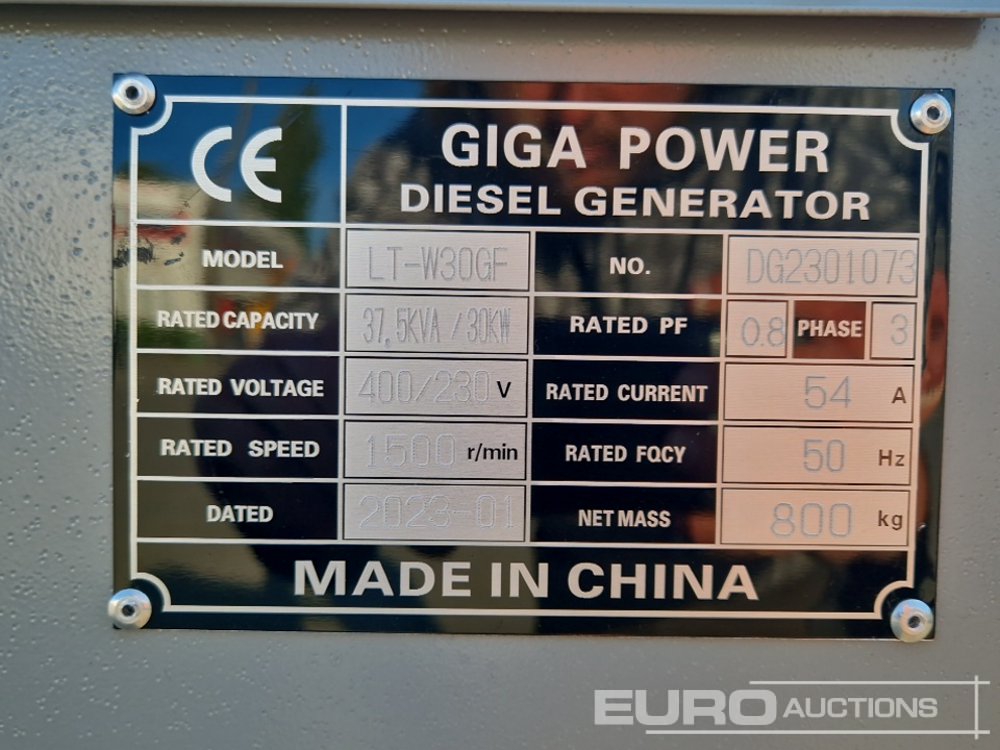 CE
GIGA POWER
DIESEL GENERATOR
MODEL LT-W30GF NO. DG2301073
RATED CAPACITY 37,5KVA /30KW RATED PF 0.8 PHASE 3
RATED VOLTAGE 400/230 V RATED CURRENT 54 A
RATED SPEED 1500 r/min RATED FQCY 50 Hz
DATED 2023-01 NET MASS 800 kg
MADE IN CHINA
EURO AUCTIONS